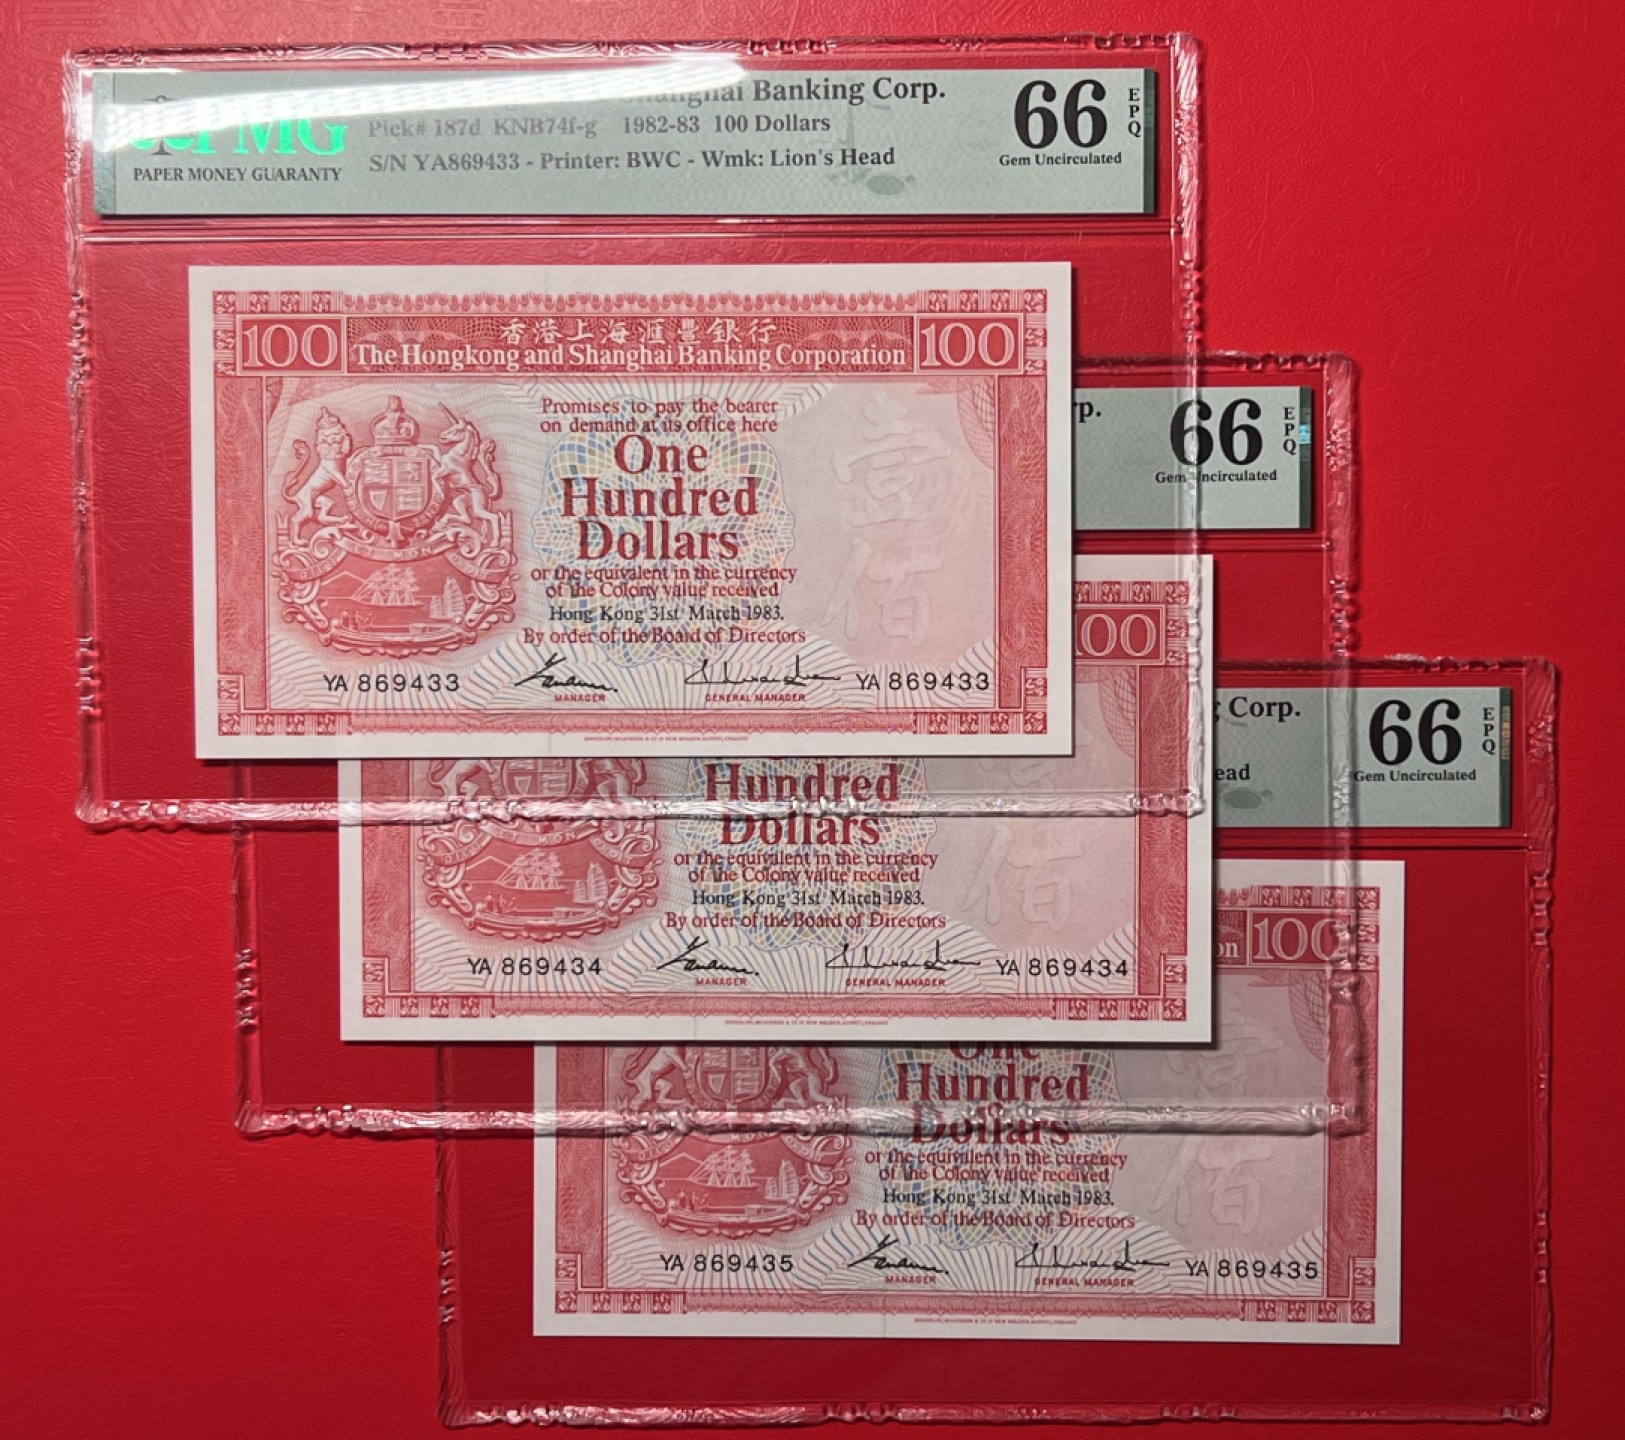 PMG
PAPER MONEY GUARANTY
Shanghai Banking Corp.
Pick# 187d KNB74f-g 1982-83 100 Dollars
S/N YA869433 - Printer: BWC - Wmk: Lion's Head
66
EPQ
Gem Uncirculated
香港上海滙豐銀行
100
The Hongkong and Shanghai Banking Corporation
100
Promises to pay the bearer
on demand at its office here
One
Hundred
Dollars
壹
佰
or the equivalent in the currency
of the Colony value received
Hong Kong 31st March 1983.
By order of the Board of Directors
YA 869433
MANAGER
GENERAL MANAGER
YA 869433
rp.
66
EPQ
Gem Uncirculated
100
Hundred
Dollars
佰
or the equivalent in the currency
of the Colony value received
Hong Kong 31st March 1983.
By order of the Board of Directors
YA 869434
MANAGER
GENERAL MANAGER
YA 869434
g Corp.
ead
66
EPQ
Gem Uncirculated
on
100
One
Hundred
Dollars
壹
佰
or the equivalent in the currency
of the Colony value received
Hong Kong 31st March 1983.
By order of the Board of Directors
YA 869435
MANAGER
GENERAL MANAGER
YA 869435